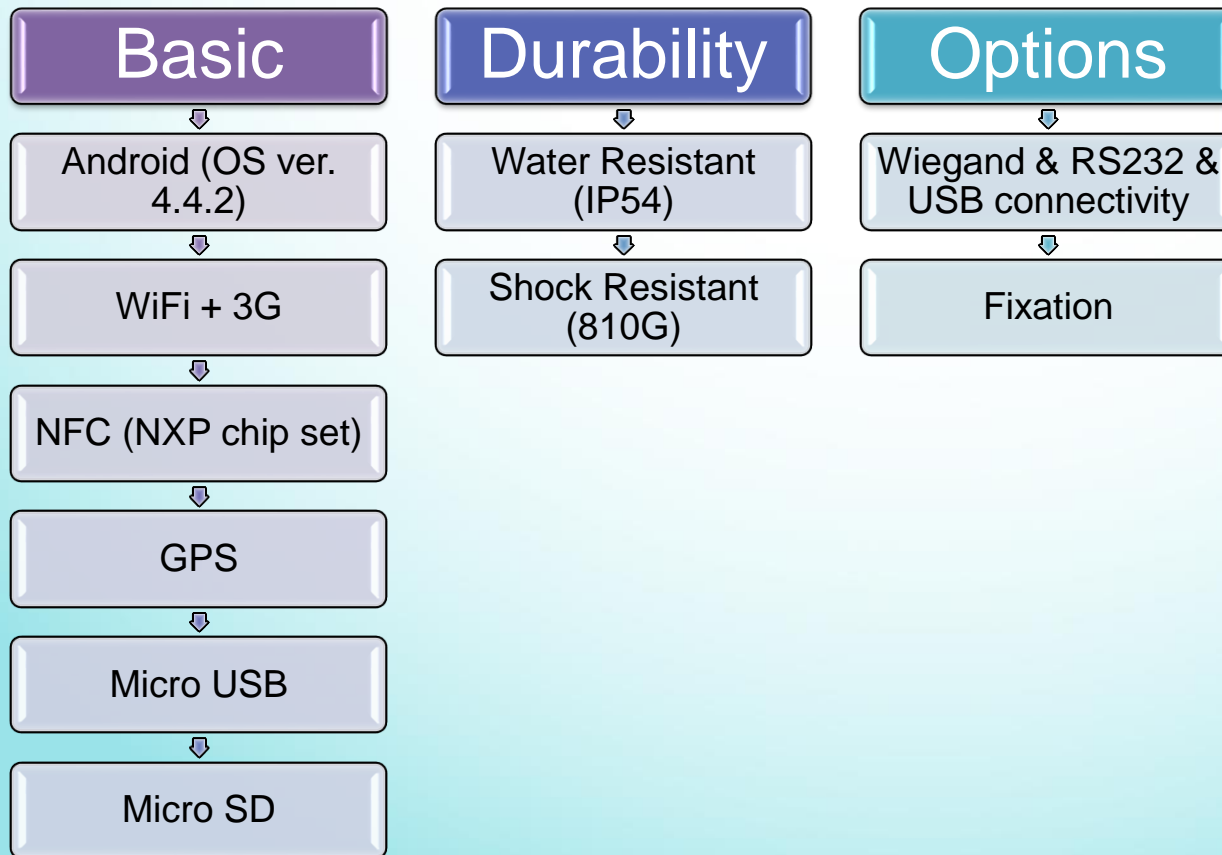 Basic
Android (OS ver.
4.4.2)
WiFi + 3G
NFC (NXP chip set)
GPS
Micro USB
Micro SD
Durability
Water Resistant
(IP54)
Shock Resistant
(810G)
Options
Wiegand & RS232 &
USB connectivity
Fixation